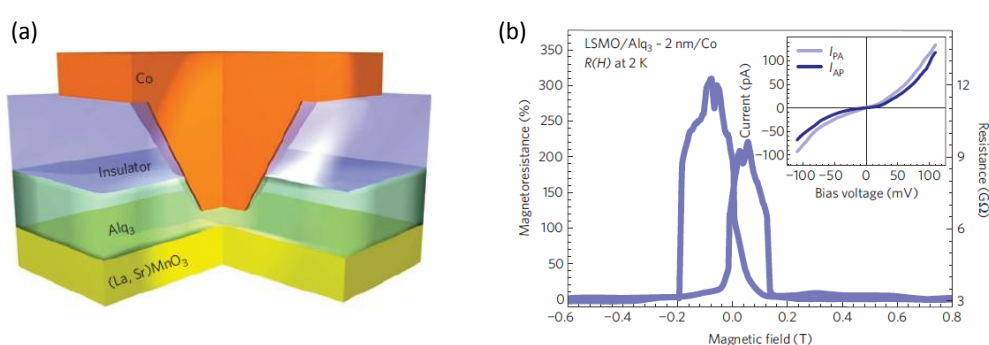 (a)
Co
Insulator
Alq₃
(La, Sr)MnO₃
(b)
LSMO/Alq₃ - 2 nm/Co
R(H) at 2 K
Magnetoresistance (%)
350
300
250
200
150
100
50
0
−0.6 −0.4 −0.2 0.0 0.2 0.4 0.6 0.8
Magnetic field (T)
12
9
6
3
Resistance (GΩ)
I_PA
I_AP
Current (pA)
100
50
0
−50
−100
−100 −50 0 50 100
Bias voltage (mV)